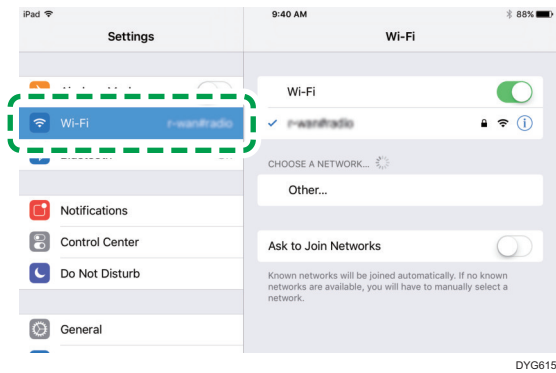 iPad
9:40 AM
88%
Settings
Wi-Fi
Wi-Fi
Wi-Fi
CHOOSE A NETWORK...
Other...
Notifications
Control Center
Ask to Join Networks
Do Not Disturb
Known networks will be joined automatically. If no known
networks are available, you will have to manually select a
network.
General
DYG615